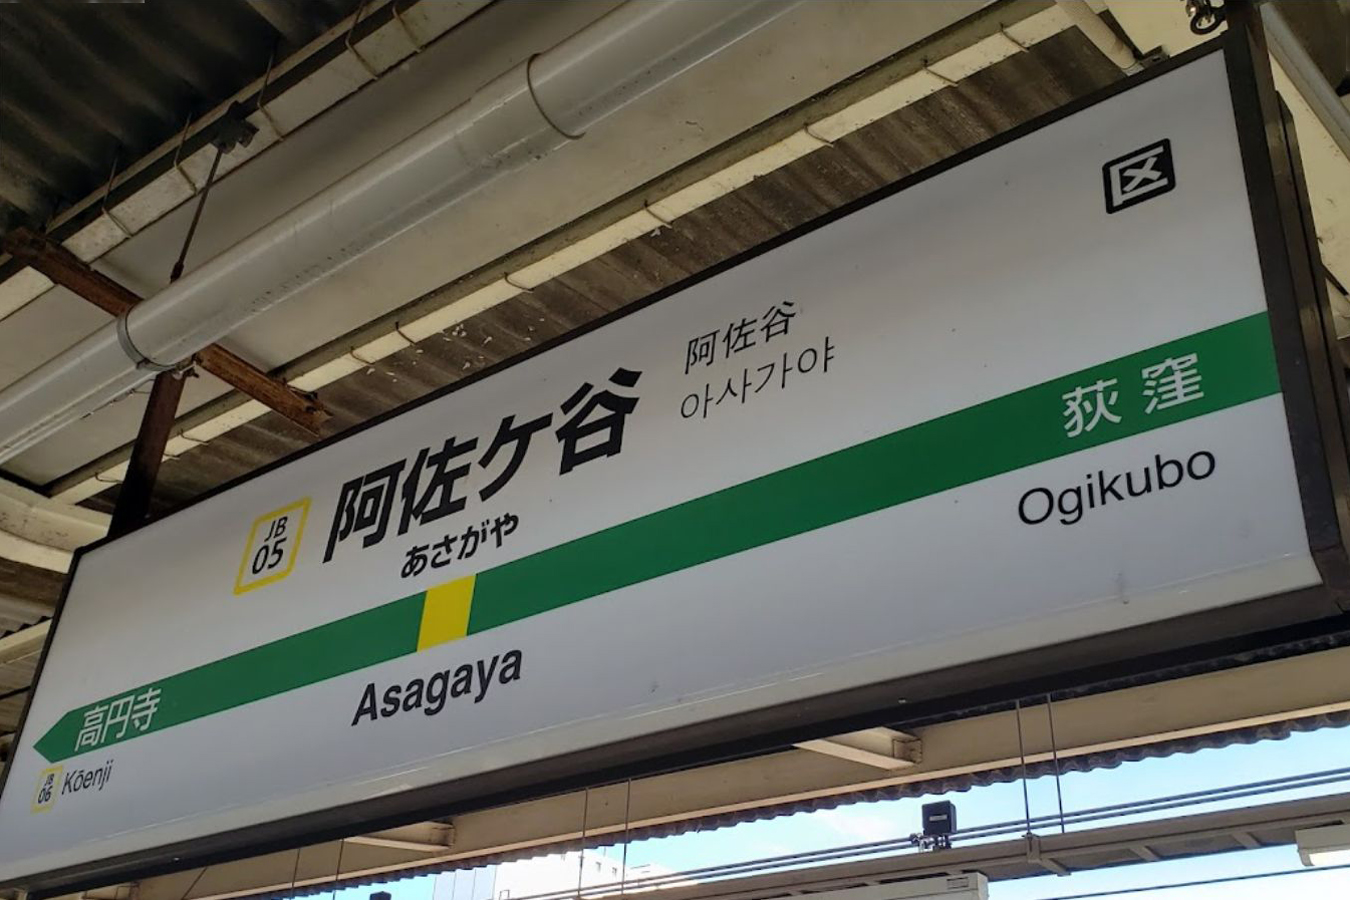 区
阿佐谷
아사가야
JB
05
阿佐ケ谷
あさがや
荻窪
Ogikubo
Asagaya
高円寺
JB
06
Kōenji